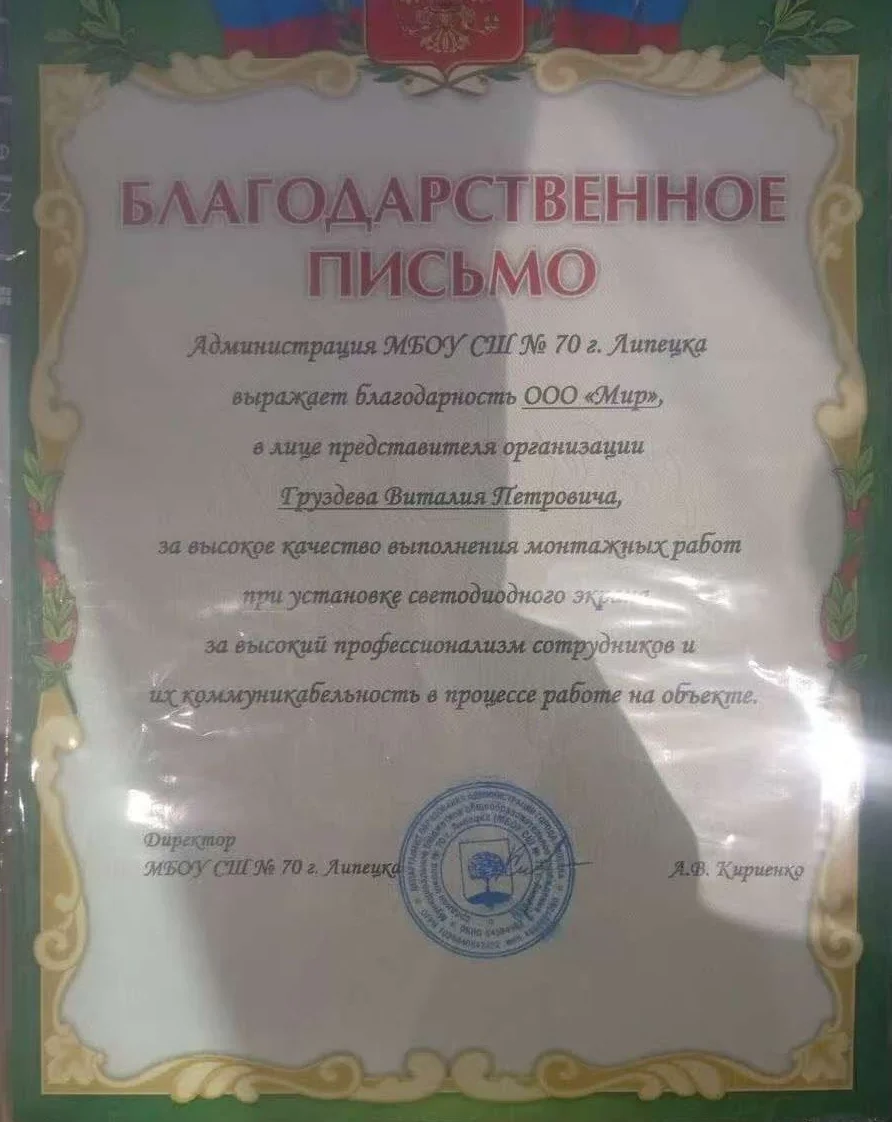 БЛАГОДАРСТВЕННОЕ
ПИСЬМО
Администрация МБОУ СШ № 70 г. Липецка
выражает благодарность ООО «Мир»,
в лице представителя организации
Груздева Виталия Петровича,
за высокое качество выполнения монтажных работ
при установке светодиодного экрана
за высокий профессионализм сотрудников и
их коммуникабельность в процессе работе на объекте.
Директор
МБОУ СШ № 70 г. Липецка
А.В. Кириенко